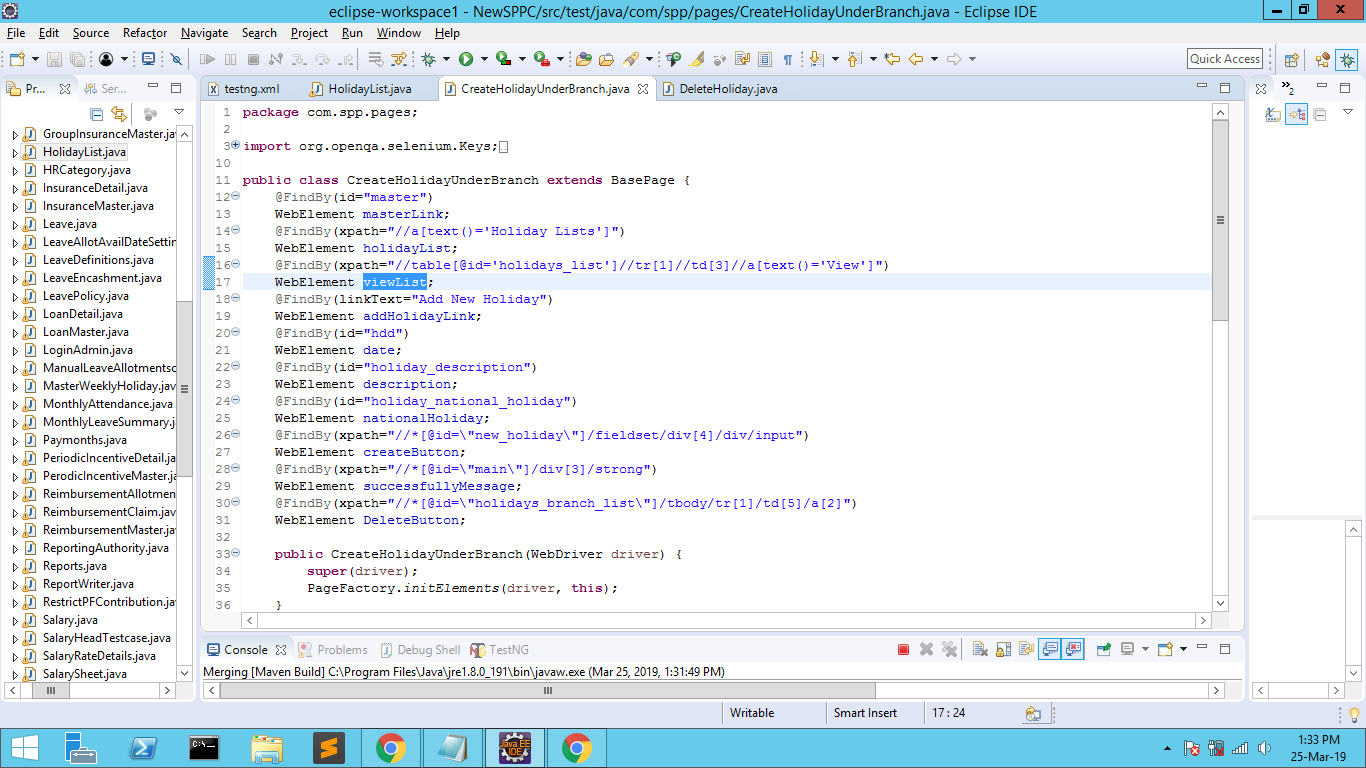 eclipse-workspace1 - NewSPPC/src/test/java/com/spp/pages/CreateHolidayUnderBranch.java - Eclipse IDE
File Edit Source Refactor Navigate Search Project Run Window Help
Quick Access
Pr... Ser...
testng.xml HolidayList.java CreateHolidayUnderBranch.java DeleteHoliday.java
2
GroupInsuranceMaster.jav
HolidayList.java
HRCategory.java
InsuranceDetail.java
InsuranceMaster.java
Leave.java
LeaveAllotAvailDateSettin
LeaveDefinitions.java
LeaveEncashment.java
LeavePolicy.java
LoanDetail.java
LoanMaster.java
LoginAdmin.java
ManualLeaveAllotmentsc
MasterWeeklyHoliday.jav
MonthlyAttendance.java
MonthlyLeaveSummary.ja
Paymonths.java
PeriodicIncentiveDetail.ja
PerodicIncentiveMaster.ja
ReimbursementAllotmen
ReimbursementClaim.java
ReimbursementMaster.jav
ReportingAuthority.java
Reports.java
ReportWriter.java
RestrictPFContribution.jav
Salary.java
SalaryHeadTestcase.java
SalaryRateDetails.java
SalarySheet.java
1 package com.spp.pages;
2
3 import org.openqa.selenium.Keys;
10
11 public class CreateHolidayUnderBranch extends BasePage {
12 @FindBy(id="master")
13 WebElement masterLink;
14 @FindBy(xpath="//a[text()='Holiday Lists']")
15 WebElement holidayList;
16 @FindBy(xpath="//table[@id='holidays_list']//tr[1]//td[3]//a[text()='View']")
17 WebElement viewList;
18 @FindBy(linkText="Add New Holiday")
19 WebElement addHolidayLink;
20 @FindBy(id="hdd")
21 WebElement date;
22 @FindBy(id="holiday_description")
23 WebElement description;
24 @FindBy(id="holiday_national_holiday")
25 WebElement nationalHoliday;
26 @FindBy(xpath="//*[@id=\"new_holiday\"]/fieldset/div[4]/div/input")
27 WebElement createButton;
28 @FindBy(xpath="//*[@id=\"main\"]/div[3]/strong")
29 WebElement successfullyMessage;
30 @FindBy(xpath="//*[@id=\"holidays_branch_list\"]/tbody/tr[1]/td[5]/a[2]")
31 WebElement DeleteButton;
32
33 public CreateHolidayUnderBranch(WebDriver driver) {
34 super(driver);
35 PageFactory.initElements(driver, this);
36 }
Console Problems Debug Shell TestNG
Merging [Maven Build] C:\Program Files\Java\jre1.8.0_191\bin\javaw.exe (Mar 25, 2019, 1:31:49 PM)
Writable Smart Insert 17 : 24
Java EE
IDE
1:33 PM
25-Mar-19